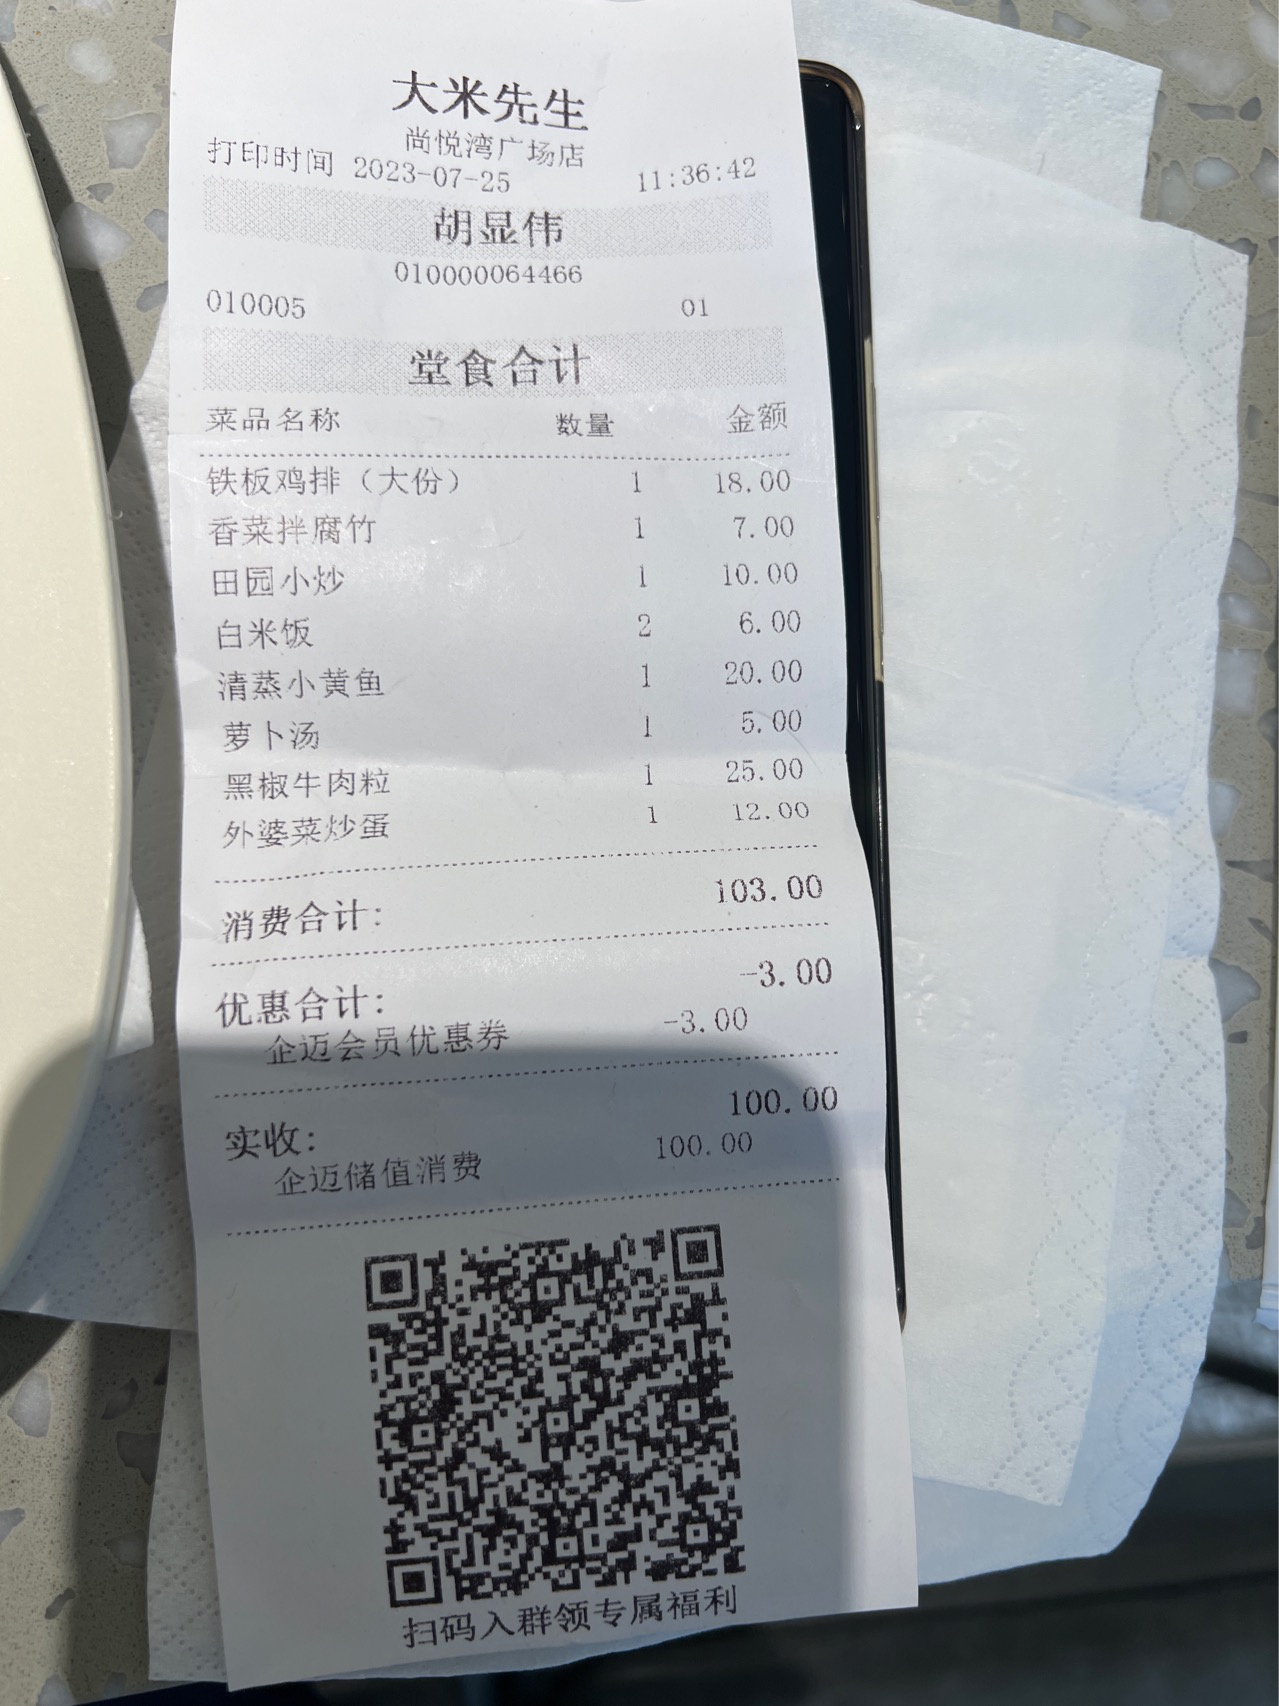 大米先生
尚悦湾广场店
打印时间 2023-07-25 11:36:42
胡显伟
010000064466
010005 01
堂食合计
菜品名称 数量 金额
铁板鸡排（大份） 1 18.00
香菜拌腐竹 1 7.00
田园小炒 1 10.00
白米饭 2 6.00
清蒸小黄鱼 1 20.00
萝卜汤 1 5.00
黑椒牛肉粒 1 25.00
外婆菜炒蛋 1 12.00
消费合计: 103.00
优惠合计: -3.00
企迈会员优惠券 -3.00
实收: 100.00
企迈储值消费 100.00
扫码入群领专属福利